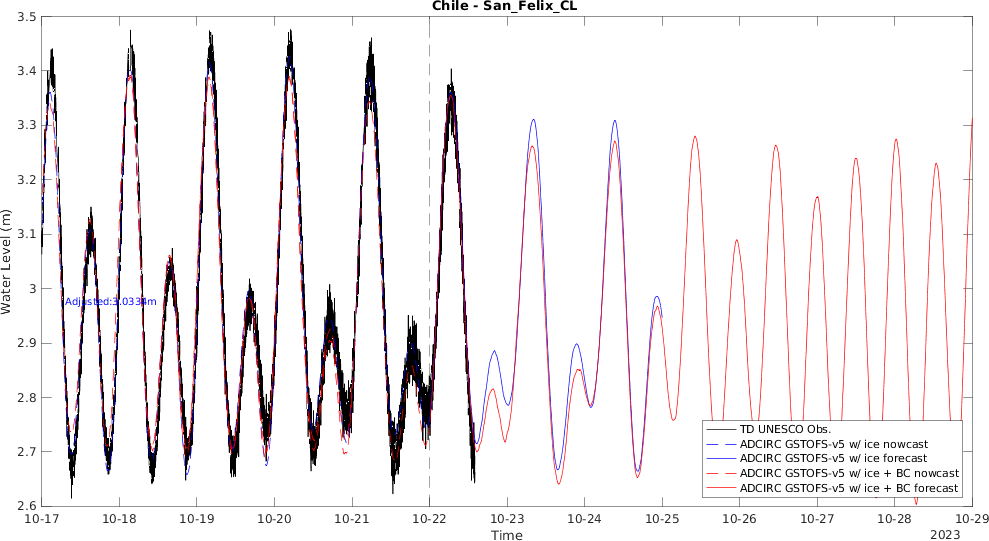 Chile - San_Felix_CL
3.5
3.4
3.3
3.2
3.1
3
2.9
2.8
2.7
2.6
Water Level (m)
Adjusted:3.0334m
TD UNESCO Obs.
ADCIRC GSTOFS-v5 w/ ice nowcast
ADCIRC GSTOFS-v5 w/ ice forecast
ADCIRC GSTOFS-v5 w/ ice + BC nowcast
ADCIRC GSTOFS-v5 w/ ice + BC forecast
10-17 10-18 10-19 10-20 10-21 10-22 10-23 10-24 10-25 10-26 10-27 10-28 10-29
Time
2023